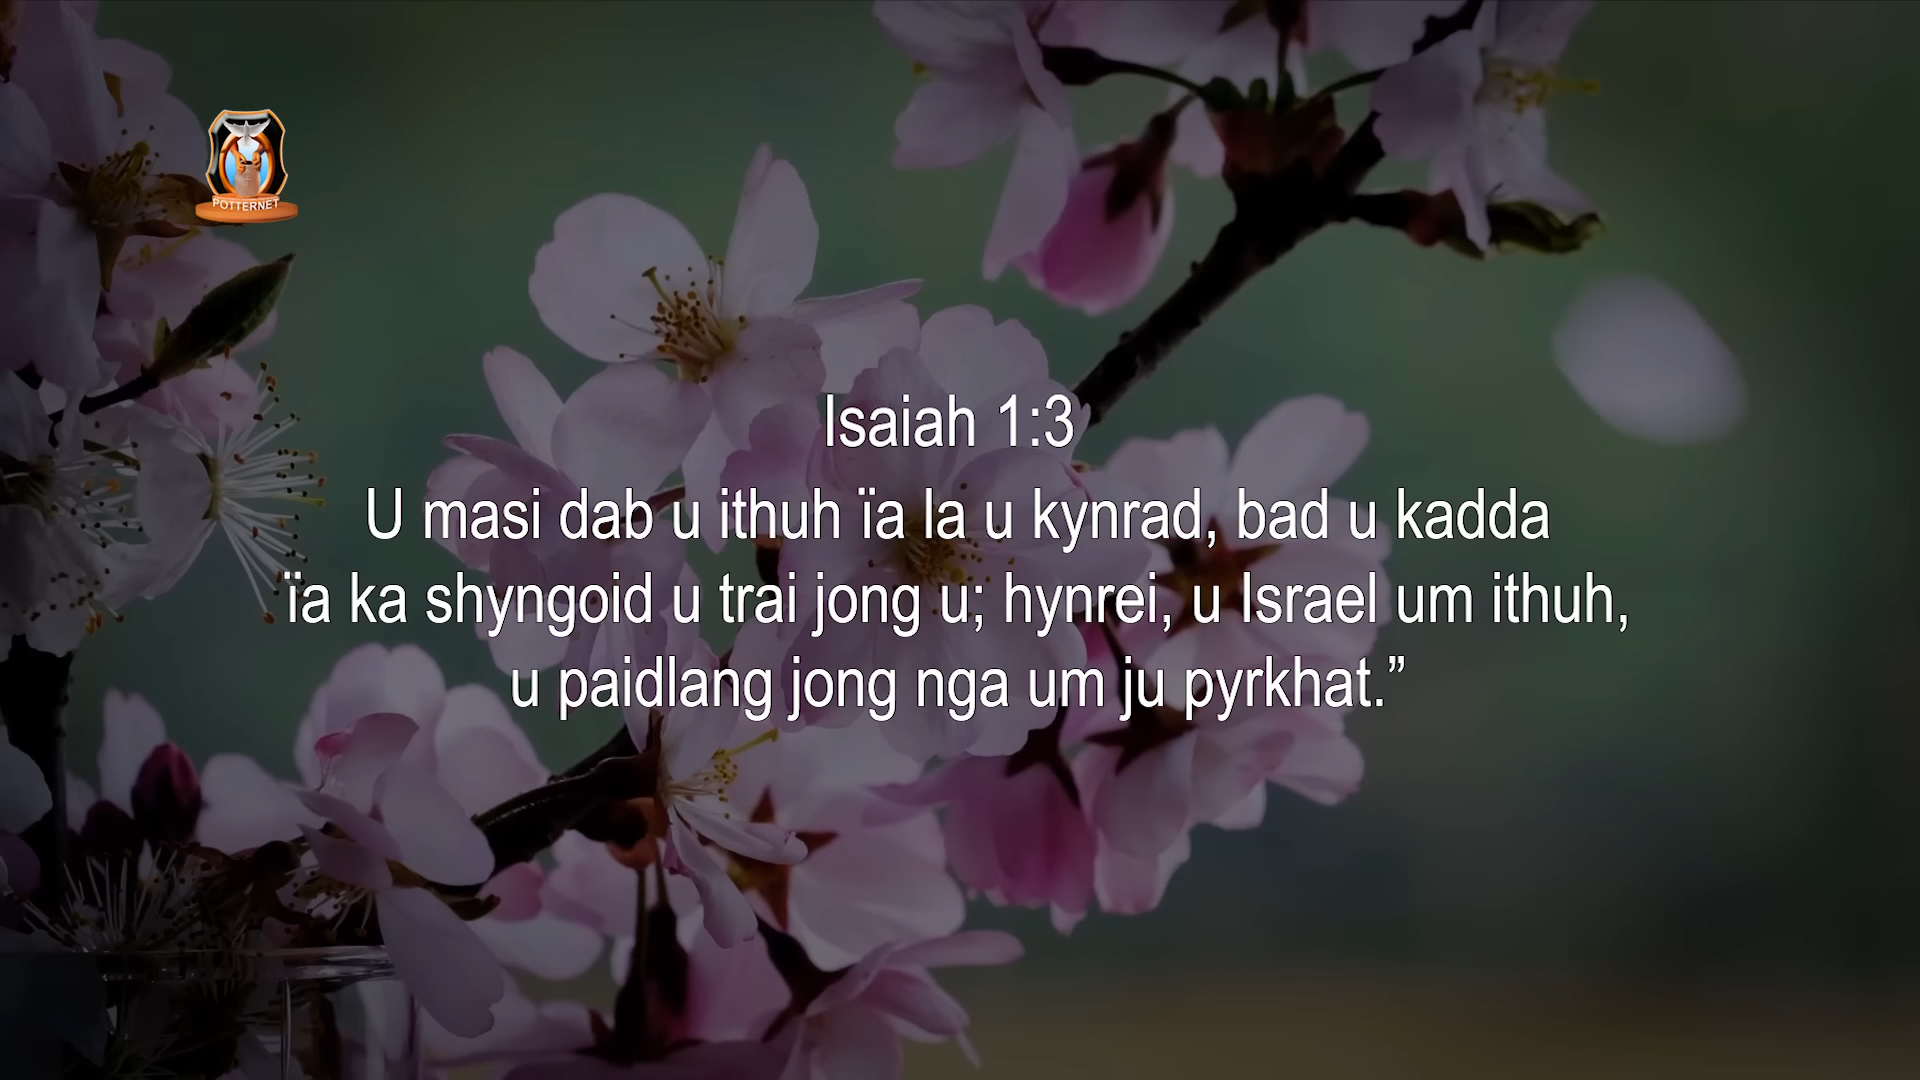 POTTERNET
Isaiah 1:3
U masi dab u ithuh ïa la u kynrad, bad u kadda
ïa ka shyngoid u trai jong u; hynrei, u Israel um ithuh,
u paidlang jong nga um ju pyrkhat.”